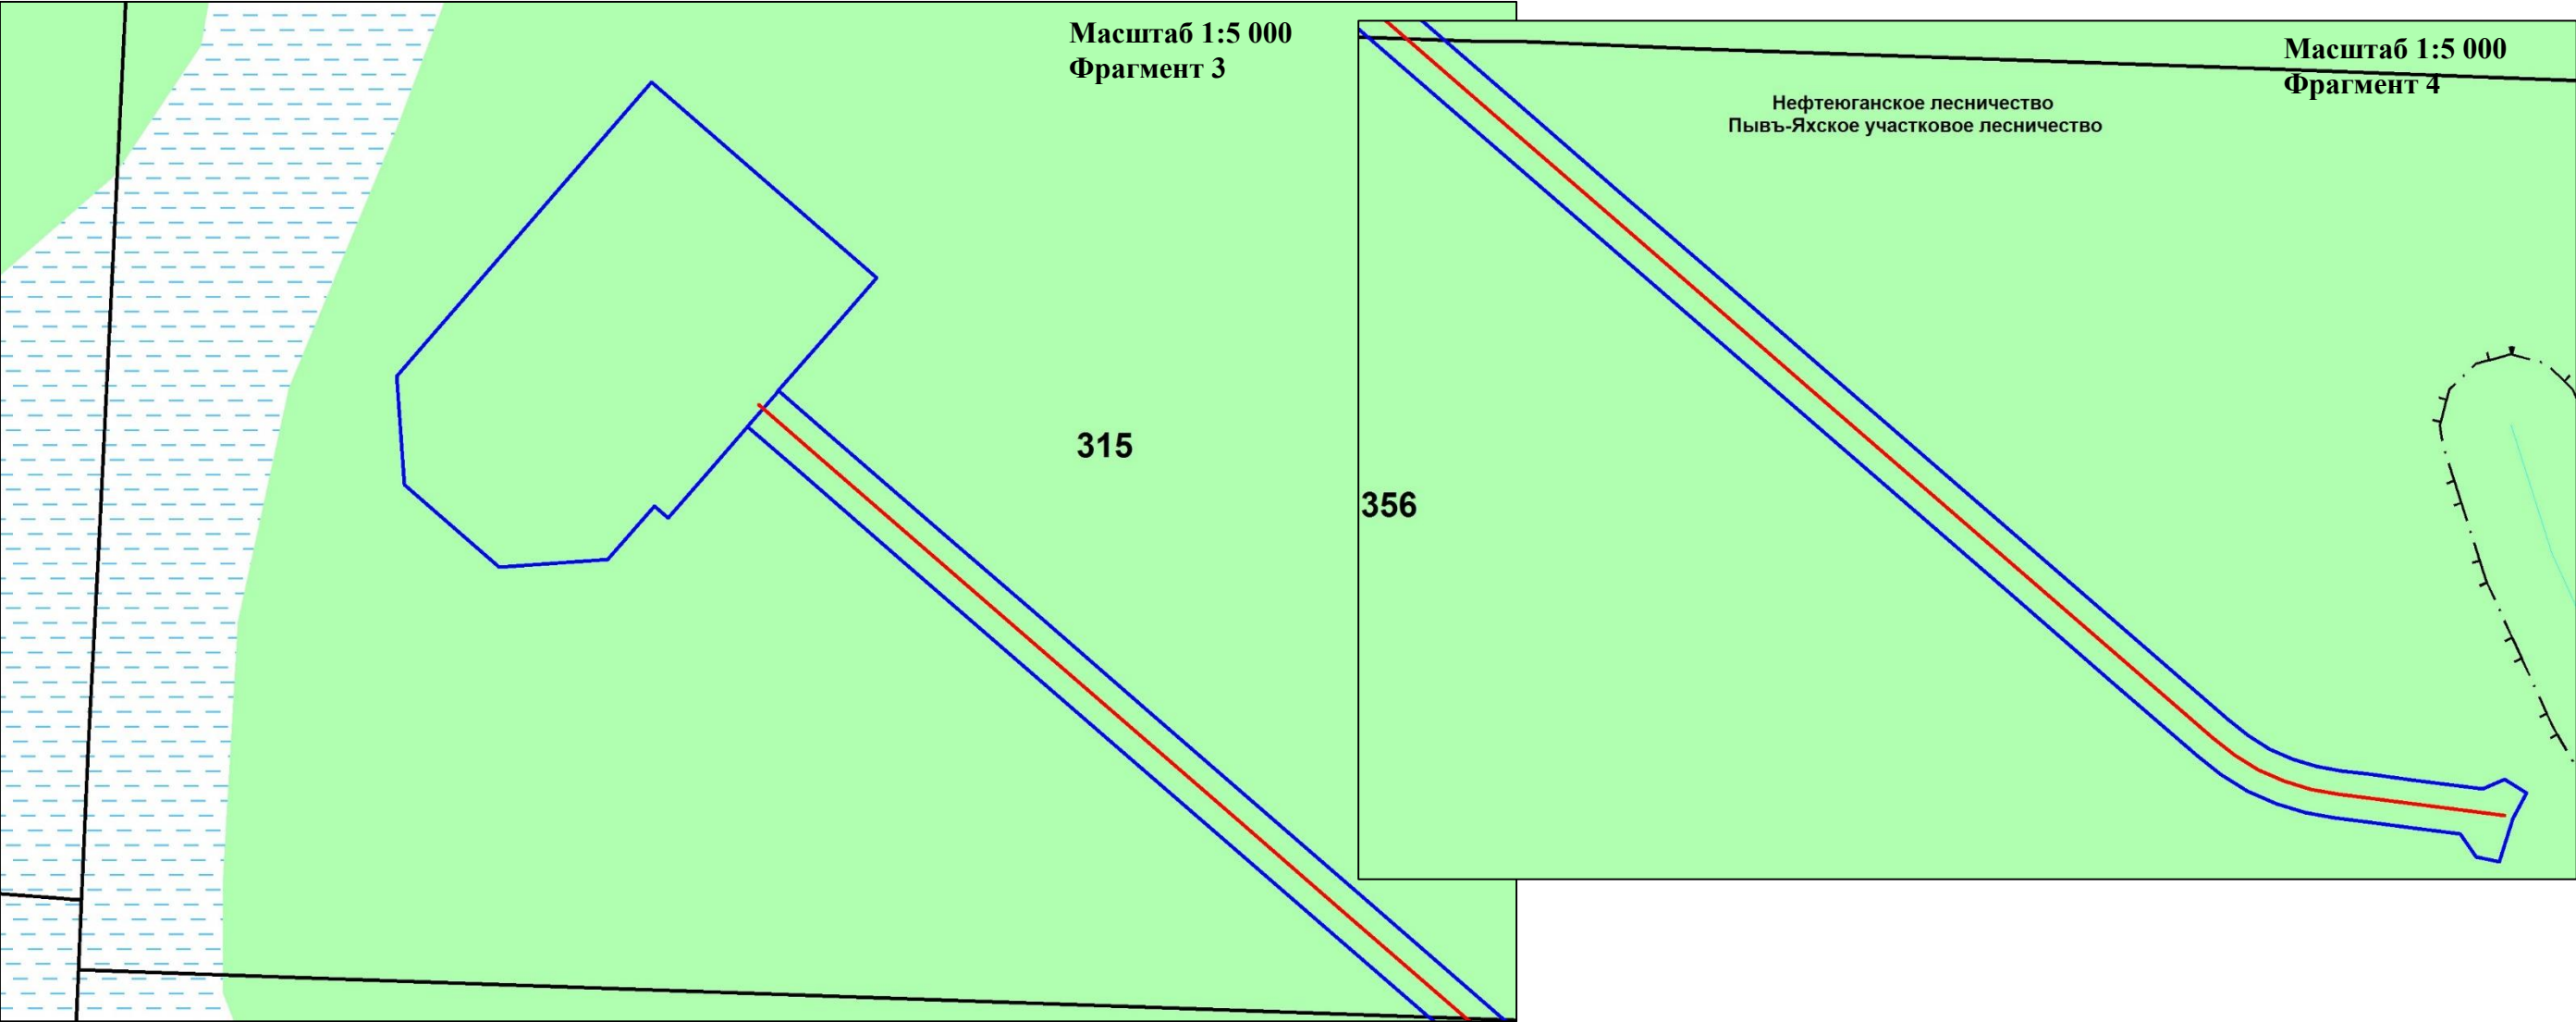 Масштаб 1:5 000
Фрагмент 3
315
Масштаб 1:5 000
Фрагмент 4
Нефтеюганское лесничество
Пывъ-Яхское участковое лесничество
356